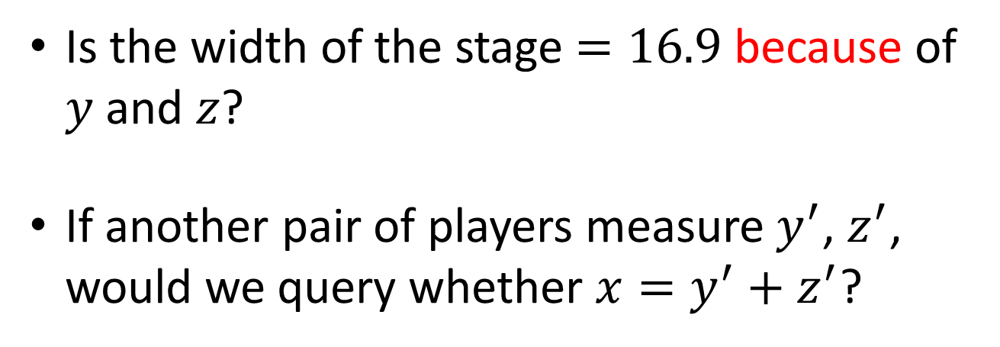 • Is the width of the stage = 16.9 because of
y and z?
• If another pair of players measure y′, z′,
would we query whether x = y′ + z′?